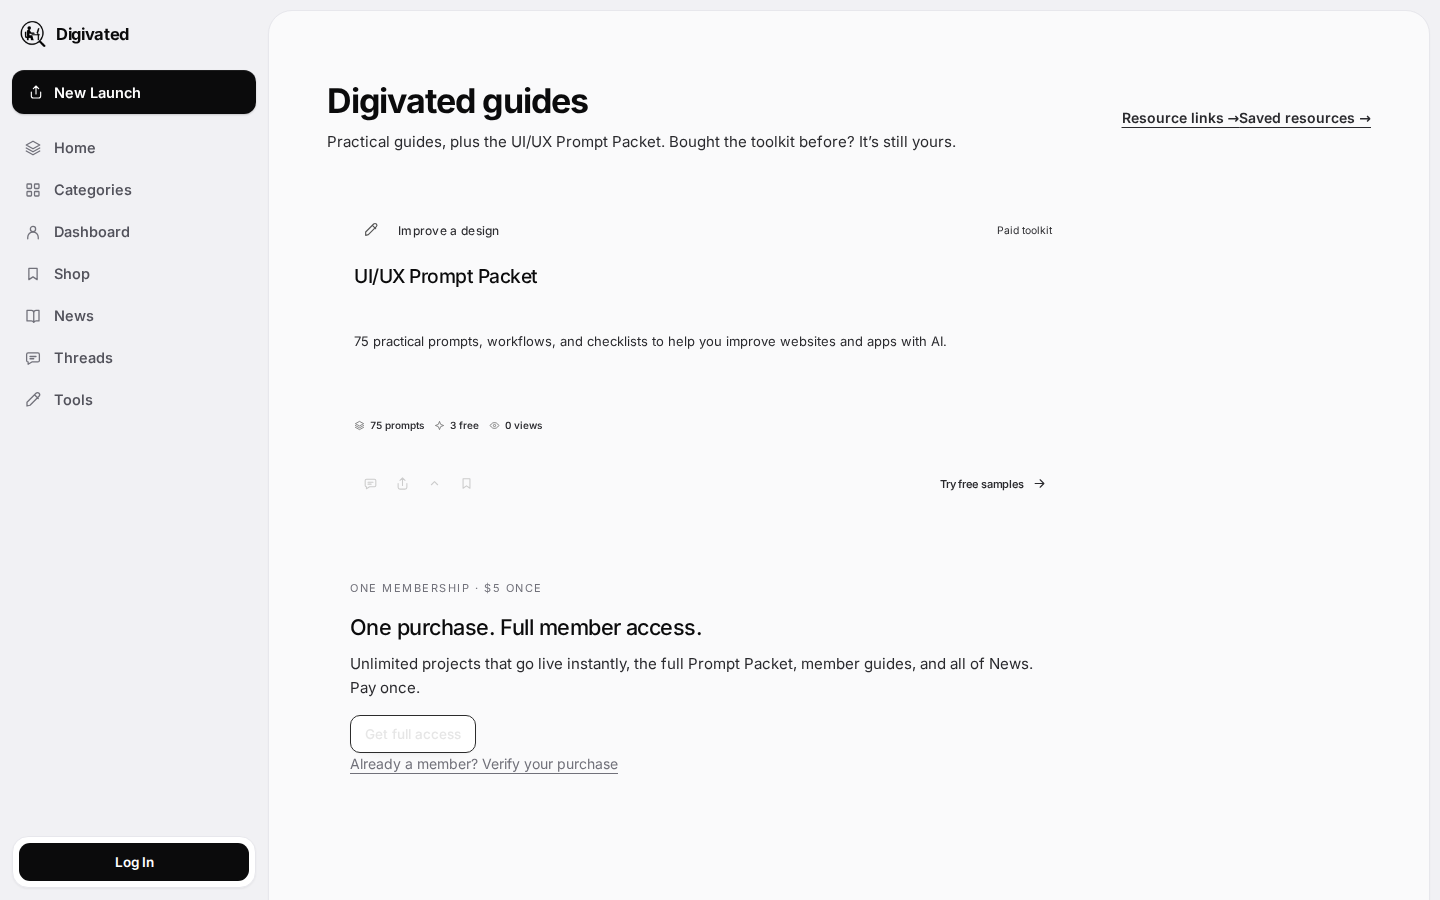 Digivated
New Launch
Home
Categories
Dashboard
Shop
News
Threads
Tools
Log In
Digivated guides
Practical guides, plus the UI/UX Prompt Packet. Bought the toolkit before? It’s still yours.
Resource links →Saved resources →
Improve a design
Paid toolkit
UI/UX Prompt Packet
75 practical prompts, workflows, and checklists to help you improve websites and apps with AI.
75 prompts 3 free 0 views
Try free samples →
ONE MEMBERSHIP · $5 ONCE
One purchase. Full member access.
Unlimited projects that go live instantly, the full Prompt Packet, member guides, and all of News.
Pay once.
Get full access
Already a member? Verify your purchase